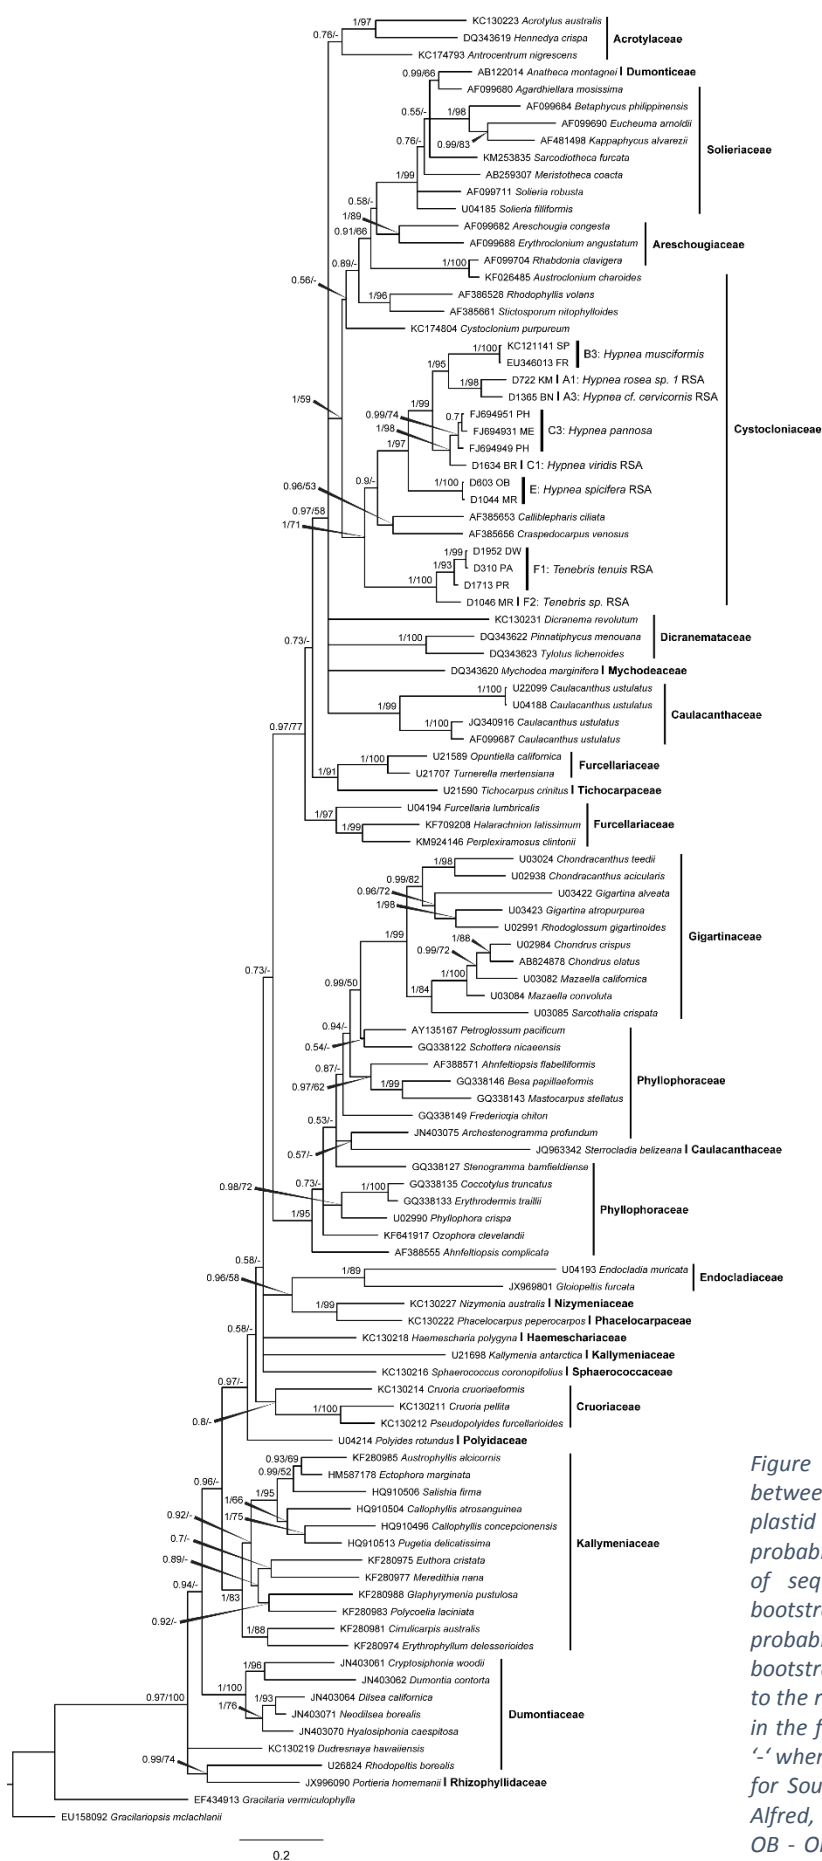 1/97
KC130223 Acrotylus australis
0.76/-
DQ343619 Hennedya crispa
Acrotylaceae
KC174793 Antrocentrum nigrescens
0.99/66
AB122014 Anatheca montagnei
Dumonticeae
AF099680 Agardhiellara mosissima
0.55/-
1/98
AF099684 Betaphycus philippinensis
AF099690 Eucheuma arnoldii
0.99/83
AF481498 Kappaphycus alvarezii
0.76/-
Solieriaceae
KM253835 Sarcodiotheca furcata
AB259307 Meristotheca coacta
1/99
AF099711 Solieria robusta
0.58/-
U04185 Solieria filliformis
1/89
AF099682 Areschougia congesta
0.91/66
AF099688 Erythroclonium angustatum
Areschougiaceae
0.89/-
1/100
AF099704 Rhabdonia clavigera
KF026485 Austroclonium charoides
0.56/-
1/96
AF386528 Rhodophyllis volans
AF385661 Stictosporum nitophylloides
KC174804 Cystoclonium purpureum
1/100
KC121141 SP
EU346013 FR
B3: Hypnea musciformis
1/95
1/98
D722 KM
A1: Hypnea rosea sp. 1 RSA
D1365 BN
A3: Hypnea cf. cervicornis RSA
1/59
1/99
0.99/74
0.7
FJ694951 PH
1/98
FJ694931 ME
C3: Hypnea pannosa
Cystocloniaceae
FJ694949 PH
1/97
D1634 BR
C1: Hypnea viridis RSA
0.9/-
1/100
D603 OB
E: Hypnea spicifera RSA
D1044 MR
0.96/53
AF385653 Calliblepharis ciliata
0.97/58
1/71
AF385656 Craspedocarpus venosus
1/99
D1952 DW
1/93
D310 PA
F1: Tenebris tenuis RSA
1/100
D1713 PR
D1046 MR
F2: Tenebris sp. RSA
KC130231 Dicranema revolutum
0.73/-
1/100
DQ343622 Pinnatiphycus menouana
Dicranemataceae
DQ343623 Tylotus lichenoides
DQ343620 Mychodea marginifera
Mychodeaceae
1/100
U22099 Caulacanthus ustulatus
U04188 Caulacanthus ustulatus
1/99
Caulacanthaceae
1/100
JQ340916 Caulacanthus ustulatus
AF099687 Caulacanthus ustulatus
0.97/77
1/100
U21589 Opuntiella californica
Furcellariaceae
1/91
U21707 Turnerella mertensiana
U21590 Tichocarpus crinitus
Tichocarpaceae
1/97
U04194 Furcellaria lumbricalis
1/99
KF709208 Halarachnion latissimum
Furcellariaceae
KM924146 Perplexiramosus clintonii
1/98
U03024 Chondracanthus teedii
0.99/82
U02938 Chondracanthus acicularis
0.96/72
U03422 Gigartina alveata
1/98
U03423 Gigartina atropurpurea
U02991 Rhodoglossum gigartinoides
1/99
Gigartinaceae
1/88
U02984 Chondrus crispus
0.99/72
AB824878 Chondrus olatus
0.73/-
1/100
U03082 Mazaella californica
0.99/50
1/84
U03084 Mazaella convoluta
U03085 Sarcothalia crispata
0.94/-
AY135167 Petroglossum pacificum
0.54/-
GQ338122 Schottera nicaeensis
0.87/-
AF388571 Ahnfeltiopsis flabelliformis
0.97/62
1/99
GQ338146 Besa papillaeformis
Phyllophoraceae
GQ338143 Mastocarpus stellatus
0.53/-
GQ338149 Fredericqia chiton
JN403075 Archestenogramma profundum
0.57/-
JQ963342 Sterrocladia belizeana
Caulacanthaceae
GQ338127 Stenogramma bamfieldiense
0.98/72
0.73/-
1/100
GQ338135 Coccotylus truncatus
GQ338133 Erythrodermis traillii
Phyllophoraceae
1/95
U02990 Phyllophora crispa
KF641917 Ozophora clevelandii
AF388555 Ahnfeltiopsis complicata
0.58/-
1/89
U04193 Endocladia muricata
0.96/58
JX969801 Gloiopeltis furcata
Endocladiaceae
1/99
KC130227 Nizymenia australis
Nizymeniaceae
KC130222 Phacelocarpus peperocarpos
Phacelocarpaceae
0.58/-
KC130218 Haemescharia polygyna
Haemeschariaceae
U21698 Kallymenia antarctica
Kallymeniaceae
KC130216 Sphaerococcus coronopifolius
Sphaerococcaceae
0.97/-
KC130214 Cruoria cruoriaeformis
0.8/-
1/100
KC130211 Cruoria pellita
Cruoriaceae
KC130212 Pseudopolyides furcellarioides
U04214 Polyides rotundus
Polyidaceae
0.93/69
KF280985 Austrophyllis alcicornis
0.99/52
HM587178 Ectophora marginata
0.96/-
1/95
HQ910506 Salishia firma
1/66
HQ910504 Callophyllis atrosanguinea
0.92/-
1/75
HQ910496 Callophyllis concepcionensis
0.7/-
HQ910513 Pugetia delicatissima
Kallymeniaceae
0.89/-
KF280975 Euthora cristata
KF280977 Meredithia nana
0.94/-
1/83
KF280988 Glaphyrymenia pustulosa
0.92/-
KF280983 Polycoelia laciniata
1/88
KF280981 Cirrulicarpis australis
KF280974 Erythrophyllum delesserioides
1/96
JN403061 Cryptosiphonia woodii
1/100
JN403062 Dumontia contorta
0.97/100
1/93
JN403064 Dilsea californica
1/76
JN403071 Neodilsea borealis
Dumontiaceae
JN403070 Hyalosiphonia caespitosa
KC130219 Dudresnaya hawaiiensis
0.99/74
U26824 Rhodopeltis borealis
JX996090 Portieria hornemanii
Rhizophyllidaceae
EF434913 Gracilaria vermiculophylla
EU158092 Gracilariopsis mclachlanii
0.2
Figure
between
plastid
probabi
of seq
bootstr
probabi
bootstr
to the r
in the f
'-' wher
for Sou
Alfred,
OB - O